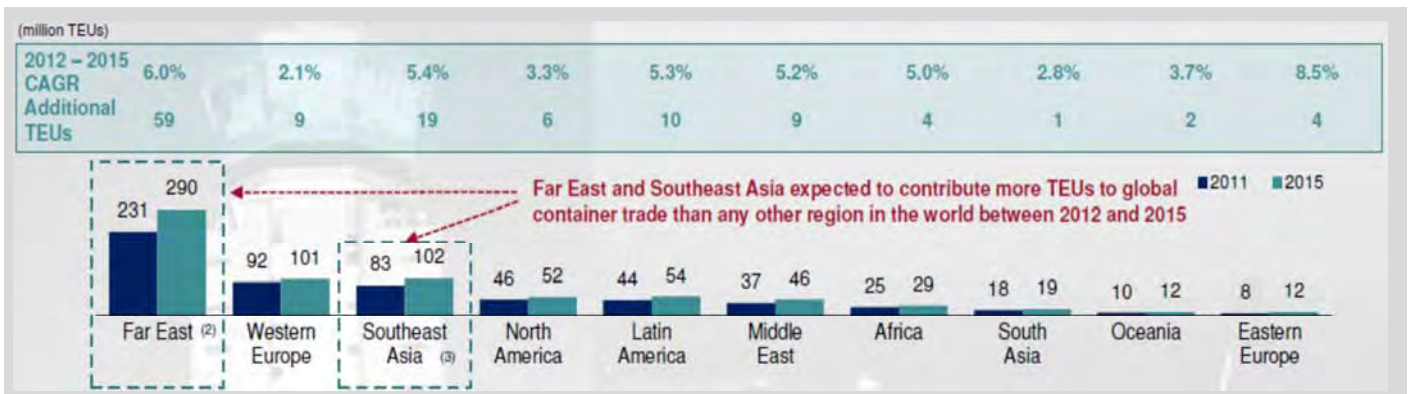 (million TEUs)
2012 – 2015 CAGR 6.0% 2.1% 5.4% 3.3% 5.3% 5.2% 5.0% 2.8% 3.7% 8.5%
Additional TEUs 59 9 19 6 10 9 4 1 2 4
Far East and Southeast Asia expected to contribute more TEUs to global
container trade than any other region in the world between 2012 and 2015
2011 2015
231 290 92 101 83 102 46 52 44 54 37 46 25 29 18 19 10 12 8 12
Far East (2) Western Southeast North Latin Middle Africa South Oceania Eastern
Europe Asia (3) America America East Asia Europe